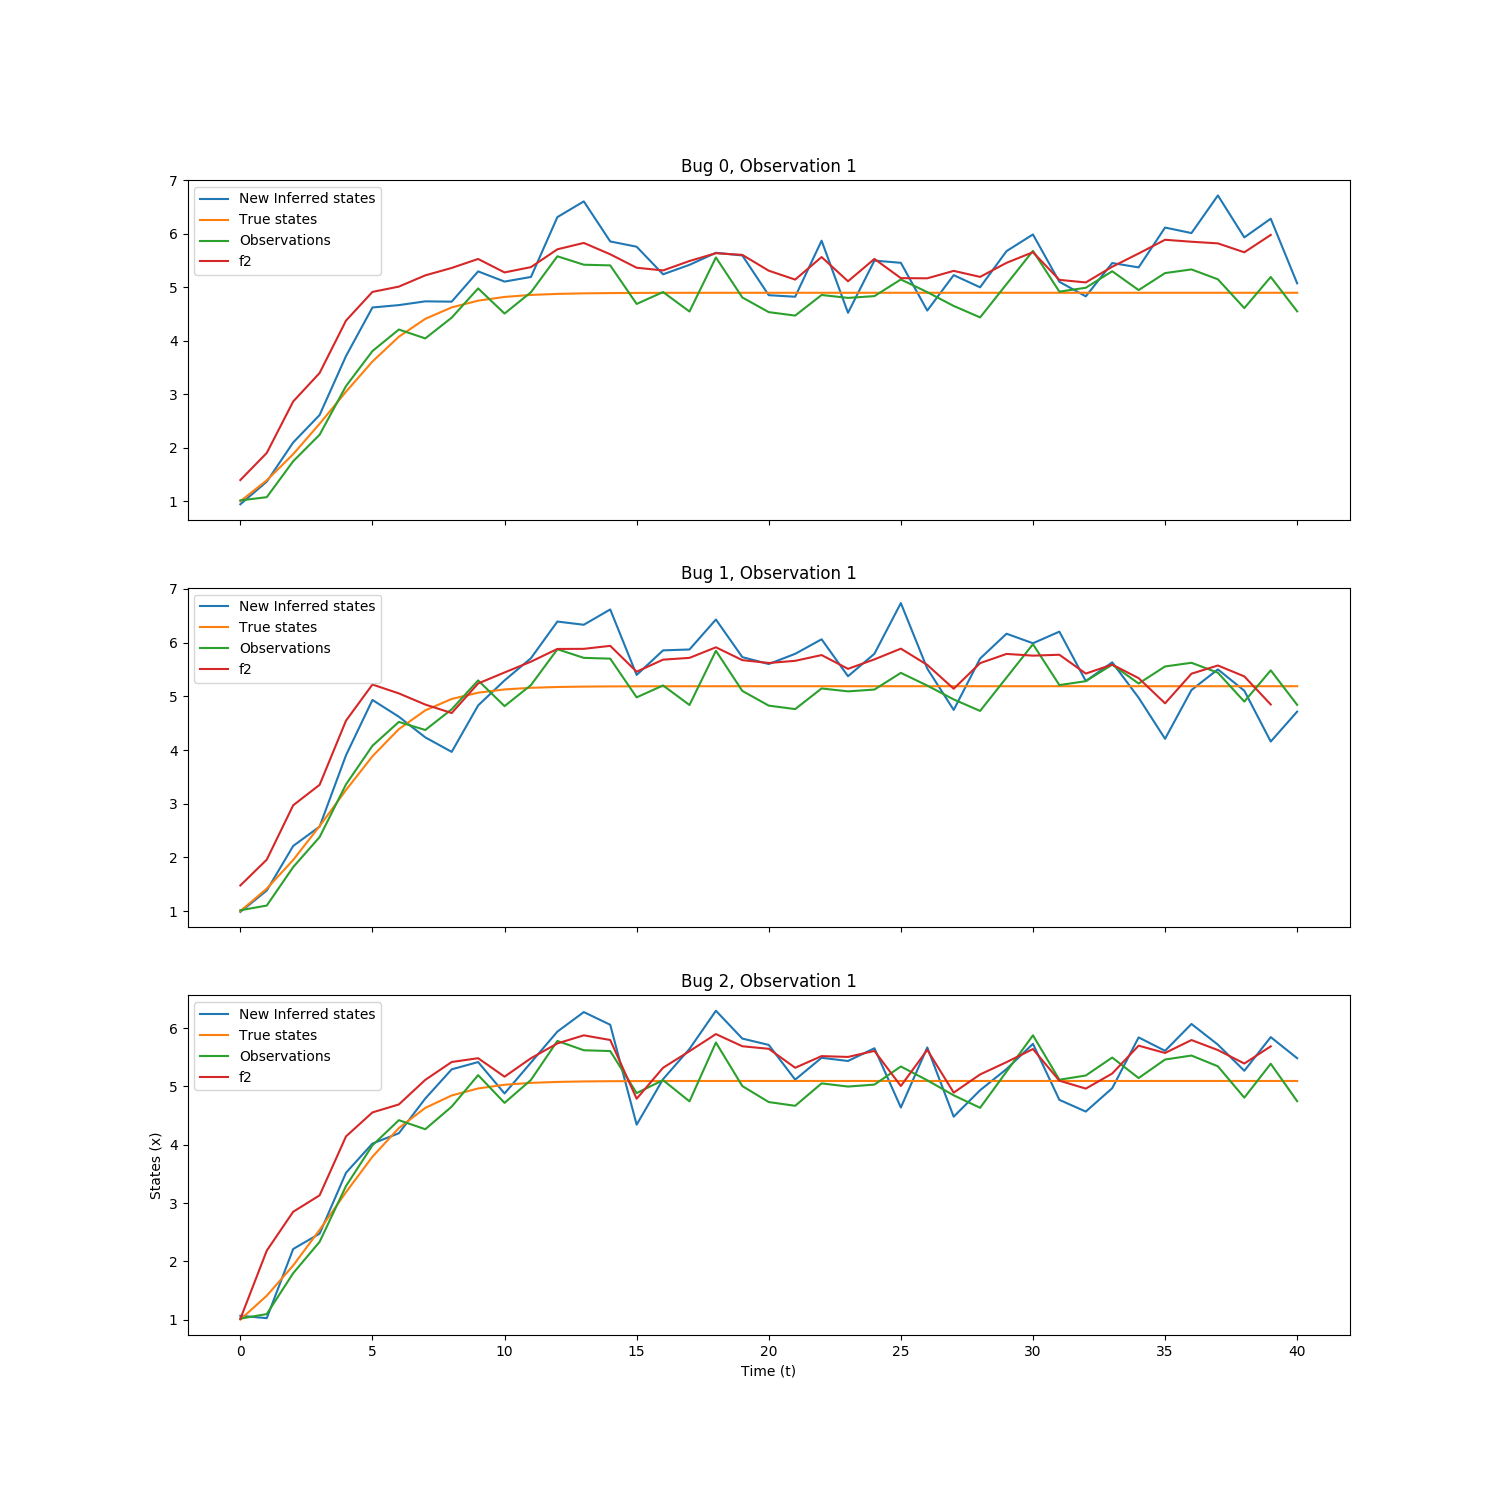 Bug 0, Observation 1
7
6
5
4
3
2
1
New Inferred states
True states
Observations
f2
Bug 1, Observation 1
7
6
5
4
3
2
1
New Inferred states
True states
Observations
f2
Bug 2, Observation 1
6
5
4
3
2
1
New Inferred states
True states
Observations
f2
States (x)
0 5 10 15 20 25 30 35 40
Time (t)